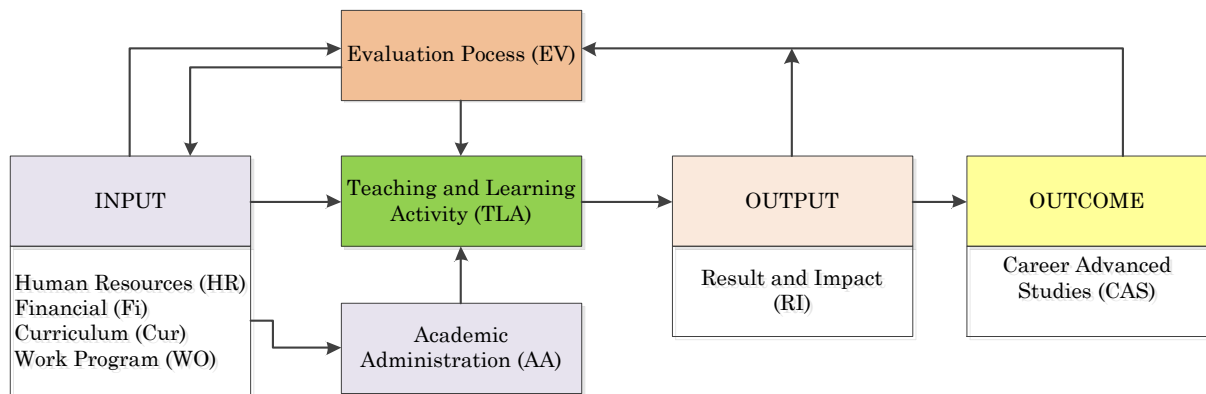 Evaluation Pocess (EV)
INPUT
Human Resources (HR)
Financial (Fi)
Curriculum (Cur)
Work Program (WO)
Teaching and Learning
Activity (TLA)
Academic
Administration (AA)
OUTPUT
Result and Impact
(RI)
OUTCOME
Career Advanced
Studies (CAS)